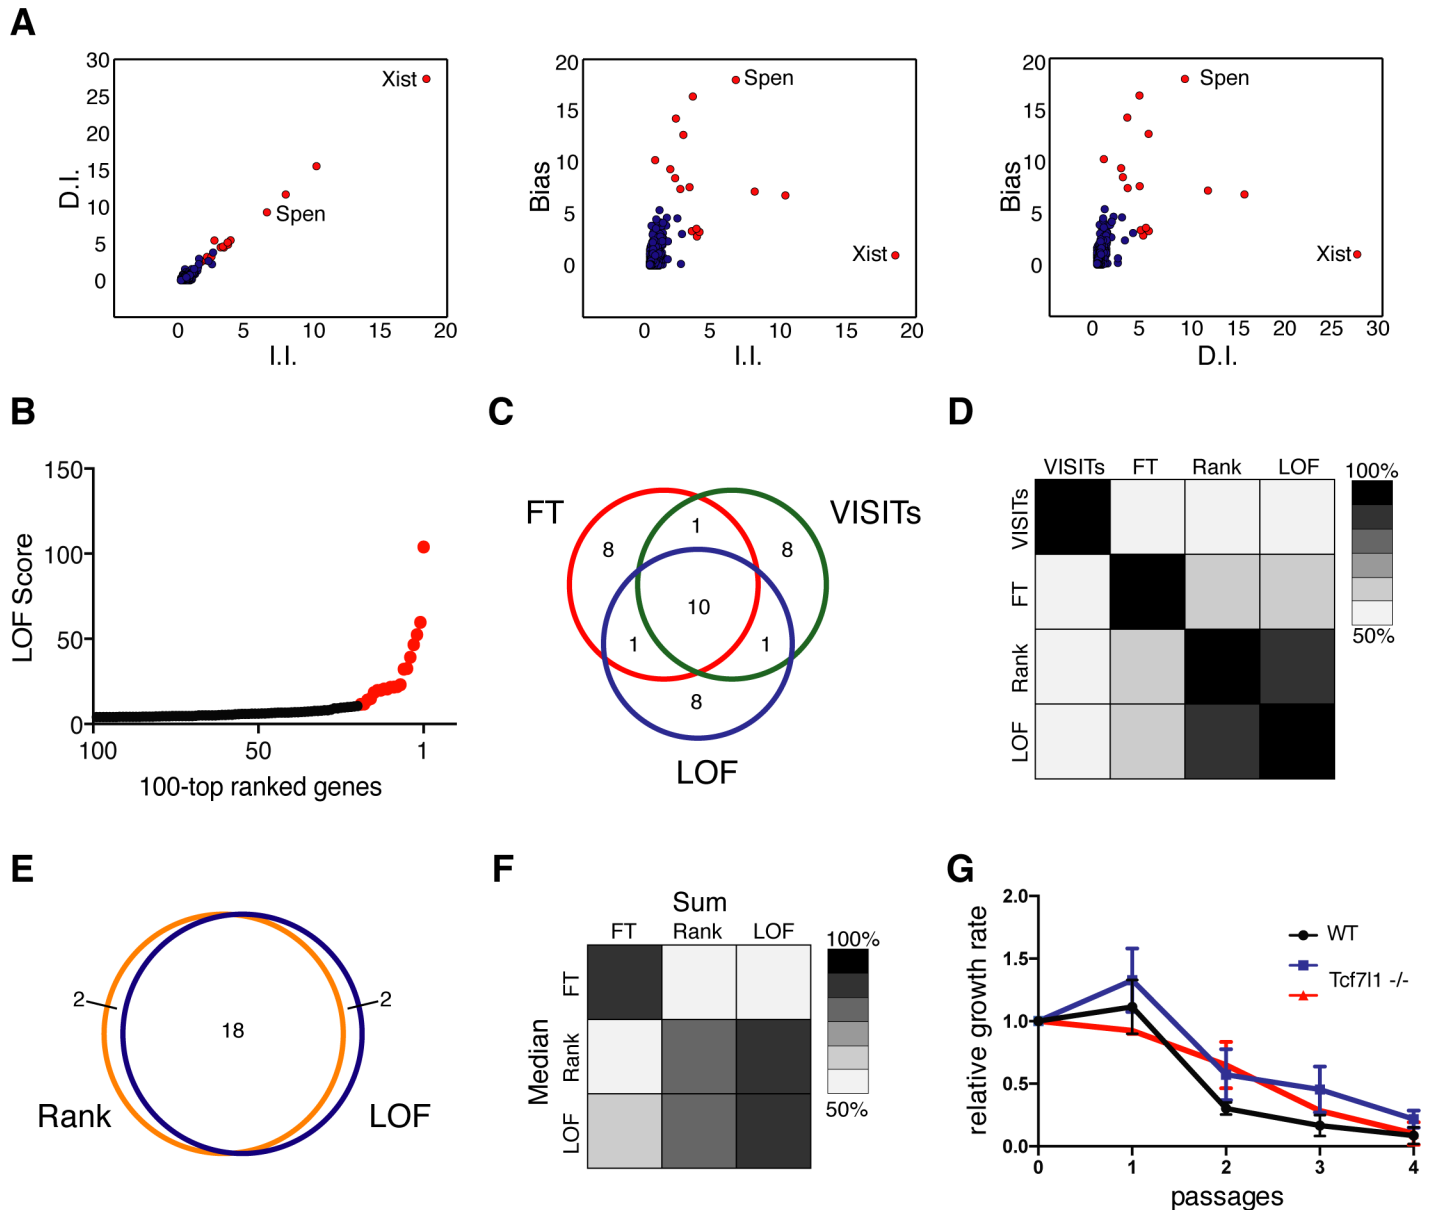 A
D.I.
30
25
20
15
10
5
0
Xist
Spen
0 5 10 15 20
I.I.
Bias
20
15
10
5
0
Spen
Xist
0 5 10 15 20
I.I.
Bias
20
15
10
5
0
Spen
Xist
0 5 10 15 20 25 30
D.I.
B
LOF Score
150
100
50
0
100 50 1
100-top ranked genes
C
FT
VISITs
1
8 8
10
1 1
8
LOF
D
VISITs FT Rank LOF
VISITs
FT
Rank
LOF
100%
50%
E
2 18 2
Rank LOF
F
Sum
FT Rank LOF
Median
FT
Rank
LOF
100%
50%
G
relative growth rate
2.0
1.5
1.0
0.5
0.0
WT
Tcf7l1 -/-
0 1 2 3 4
passages